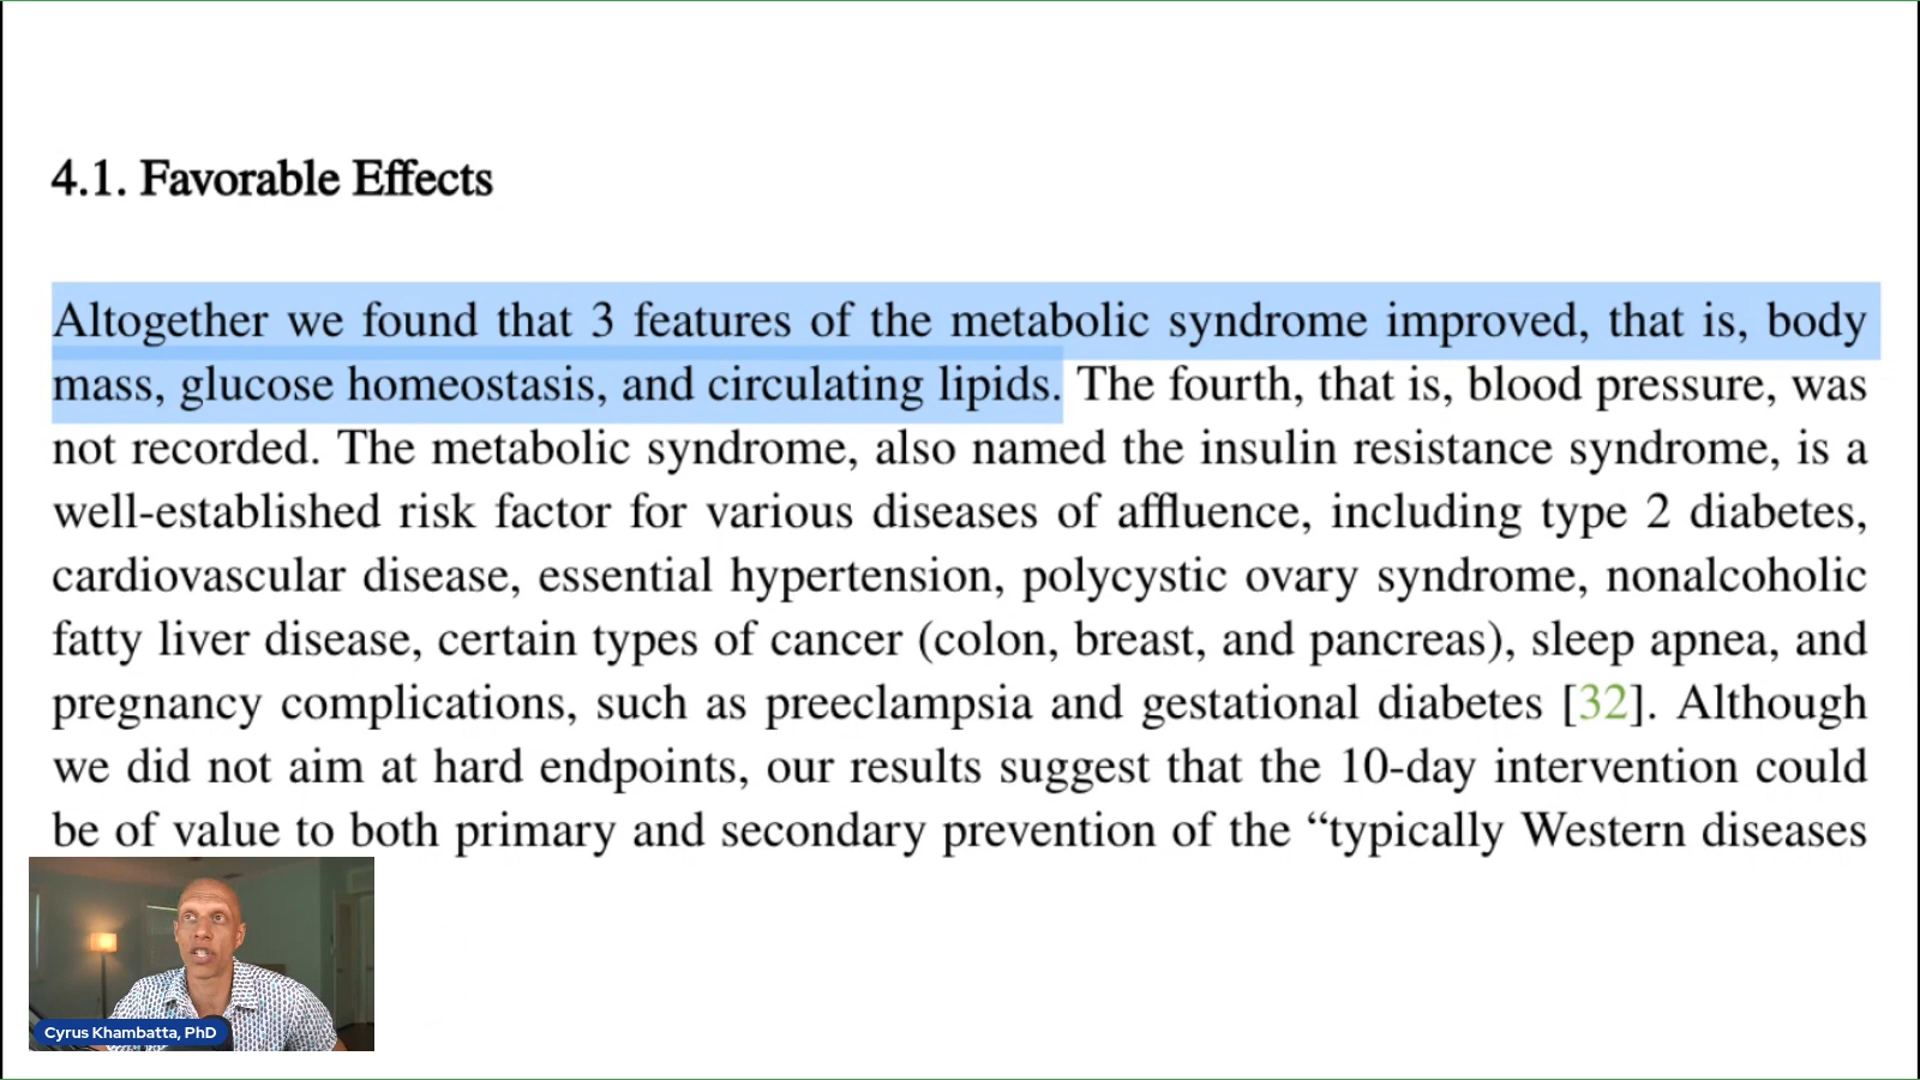 4.1. Favorable Effects
Altogether we found that 3 features of the metabolic syndrome improved, that is, body
mass, glucose homeostasis, and circulating lipids. The fourth, that is, blood pressure, was
not recorded. The metabolic syndrome, also named the insulin resistance syndrome, is a
well-established risk factor for various diseases of affluence, including type 2 diabetes,
cardiovascular disease, essential hypertension, polycystic ovary syndrome, nonalcoholic
fatty liver disease, certain types of cancer (colon, breast, and pancreas), sleep apnea, and
pregnancy complications, such as preeclampsia and gestational diabetes [32]. Although
we did not aim at hard endpoints, our results suggest that the 10-day intervention could
be of value to both primary and secondary prevention of the “typically Western diseases
Cyrus Khambatta, PhD